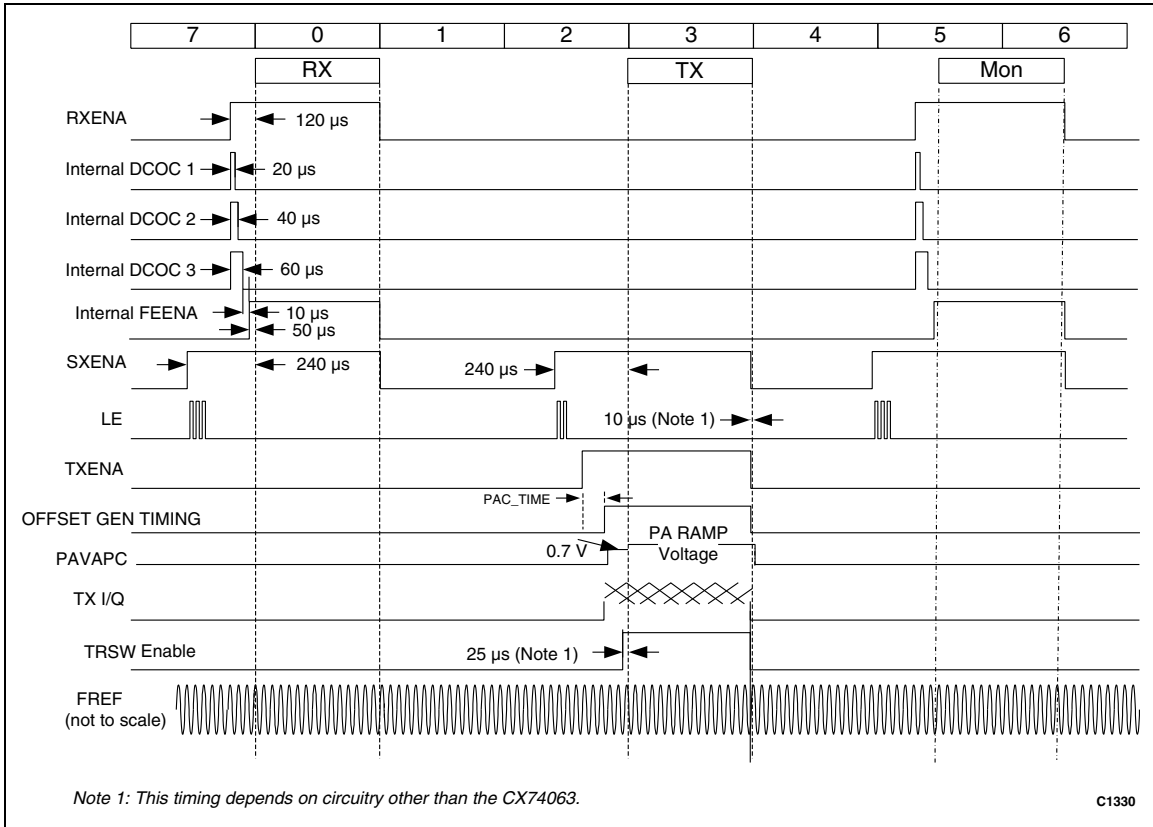 7 0 1 2 3 4 5 6
RX TX Mon
RXENA 120 µs
Internal DCOC 1 20 µs
Internal DCOC 2 40 µs
Internal DCOC 3 60 µs
Internal FEENA 10 µs
50 µs
SXENA 240 µs 240 µs
LE 10 µs (Note 1)
TXENA
PAC_TIME
OFFSET GEN TIMING
0.7 V PA RAMP
Voltage
PAVAPC
TX I/Q
TRSW Enable 25 µs (Note 1)
FREF
(not to scale)
Note 1: This timing depends on circuitry other than the CX74063.
C1330